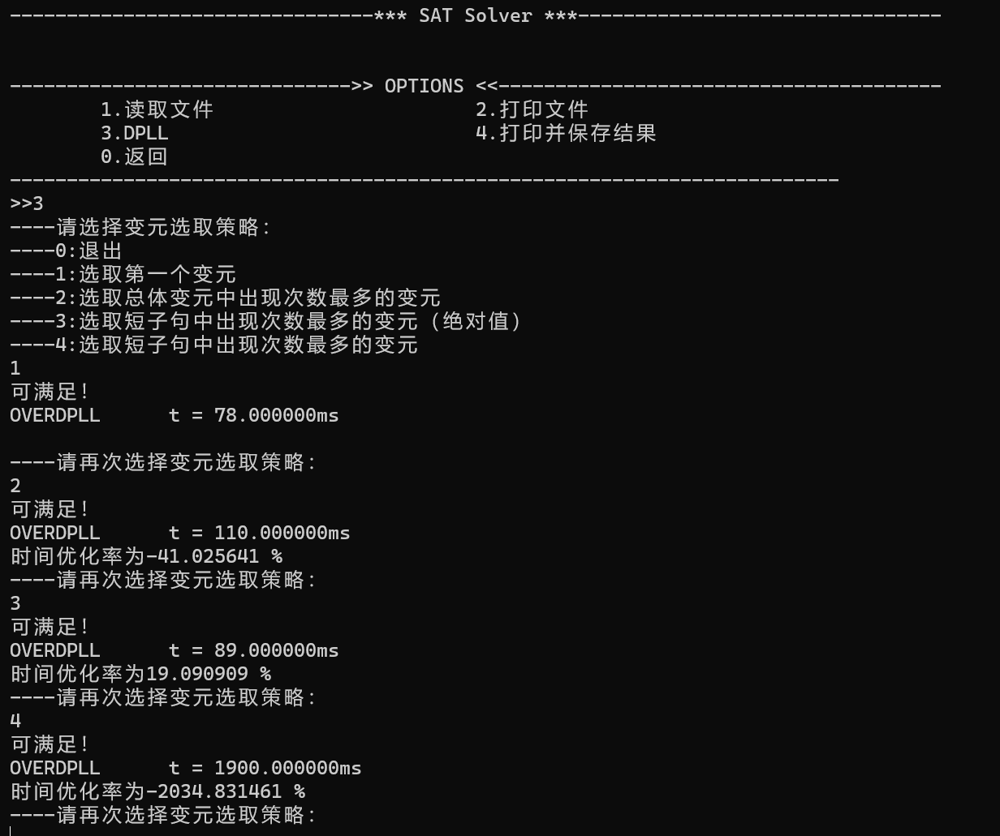 --------------------------------*** SAT Solver ***--------------------------------
------------------------------>> OPTIONS <<---------------------------------------
1.读取文件 2.打印文件
3.DPLL 4.打印并保存结果
0.返回
-------------------------------------------------------------------------
>>3
----请选择变元选取策略:
----0:退出
----1:选取第一个变元
----2:选取总体变元中出现次数最多的变元
----3:选取短子句中出现次数最多的变元（绝对值）
----4:选取短子句中出现次数最多的变元
1
可满足!
OVERDPLL t = 78.000000ms
----请再次选择变元选取策略:
2
可满足!
OVERDPLL t = 110.000000ms
时间优化率为-41.025641 %
----请再次选择变元选取策略:
3
可满足!
OVERDPLL t = 89.000000ms
时间优化率为19.090909 %
----请再次选择变元选取策略:
4
可满足!
OVERDPLL t = 1900.000000ms
时间优化率为-2034.831461 %
----请再次选择变元选取策略: